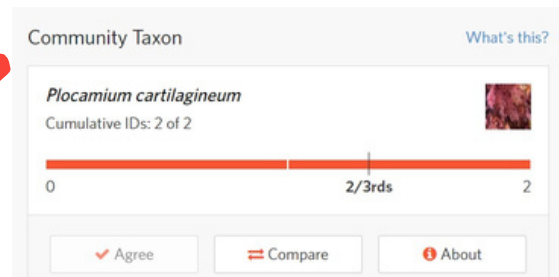 Community Taxon What's this?
Plocamium cartilagineum
Cumulative IDs: 2 of 2
0 2/3rds 2
Agree Compare About